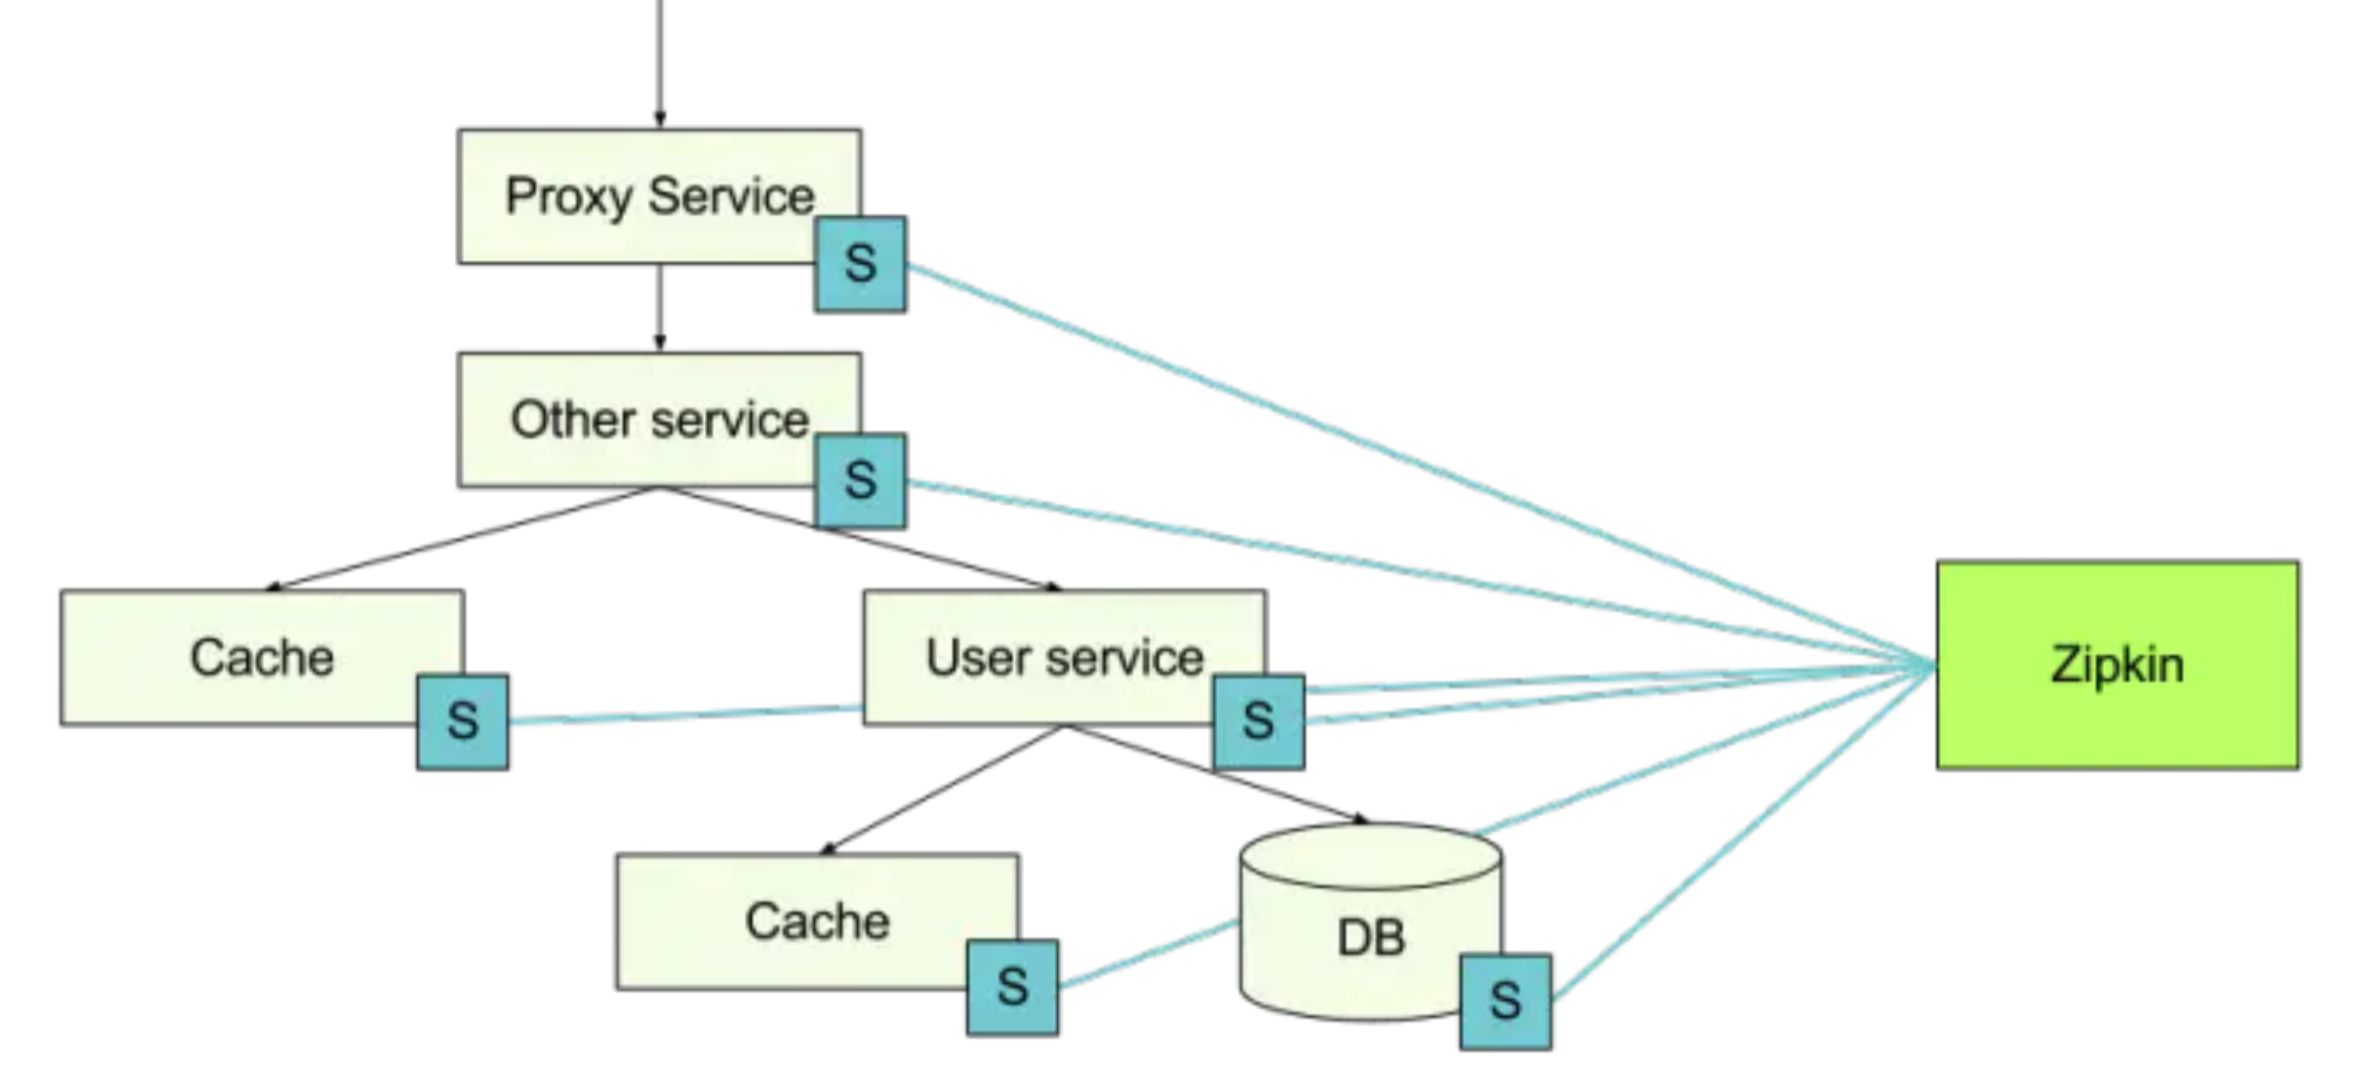 Proxy Service
S
Other service
S
Cache
S
User service
S
Zipkin
Cache
S
DB
S